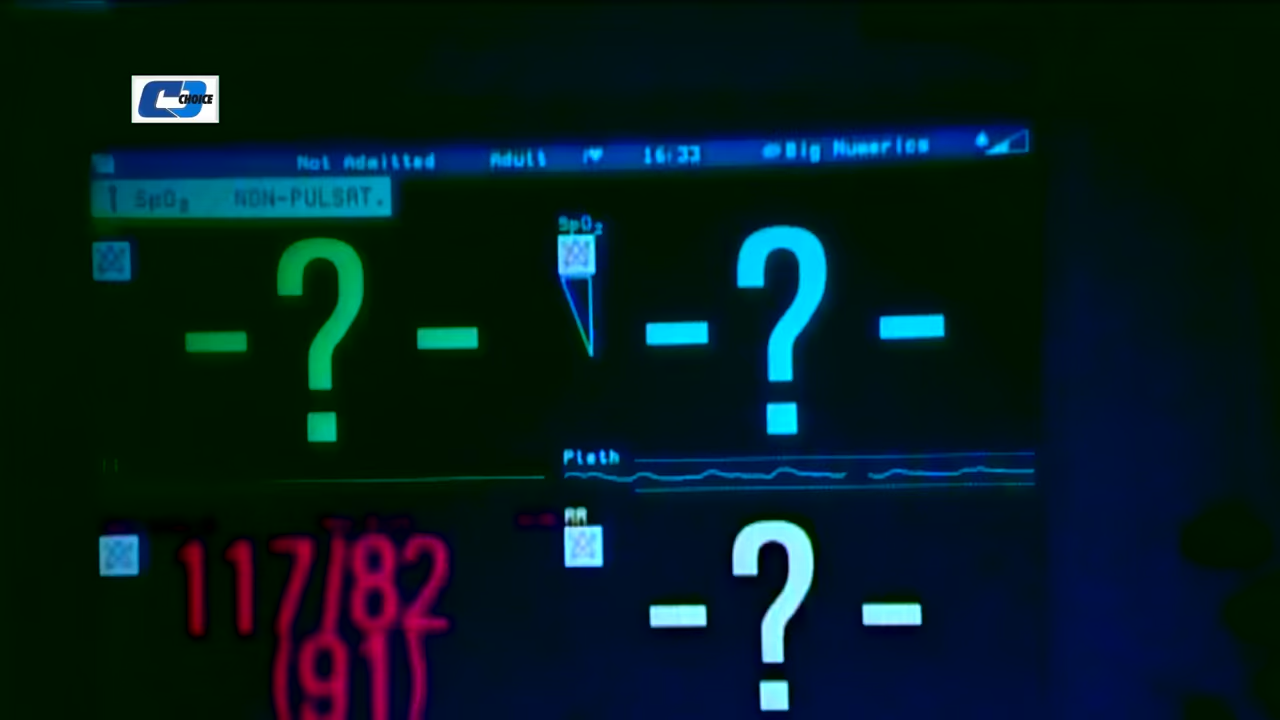 CHOICE
Not Admitted Adult 16:33 Big Numerics
SpO₂ NON-PULSAT.
SpO₂
-?- -?-
Pleth
RR
117/82 -?-
(91)